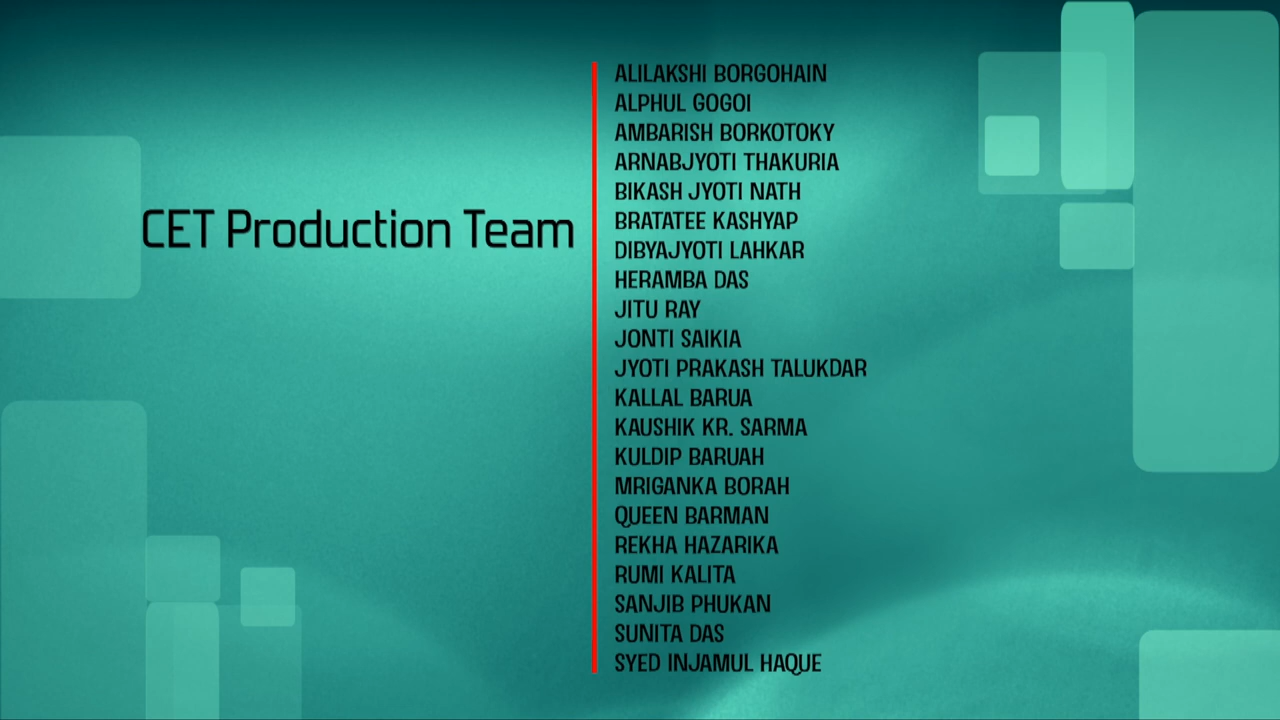 CET Production Team
ALILAKSHI BORGOHAIN
ALPHUL GOGOI
AMBARISH BORKOTOKY
ARNABJYOTI THAKURIA
BIKASH JYOTI NATH
BRATATEE KASHYAP
DIBYAJYOTI LAHKAR
HERAMBA DAS
JITU RAY
JONTI SAIKIA
JYOTI PRAKASH TALUKDAR
KALLAL BARUA
KAUSHIK KR. SARMA
KULDIP BARUAH
MRIGANKA BORAH
QUEEN BARMAN
REKHA HAZARIKA
RUMI KALITA
SANJIB PHUKAN
SUNITA DAS
SYED INJAMUL HAQUE